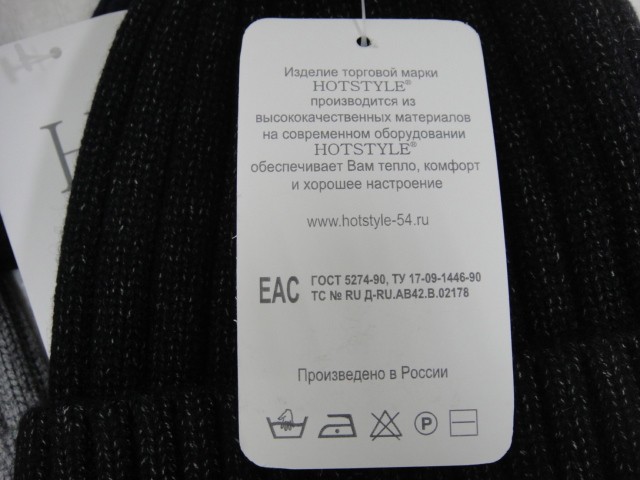 Изделие торговой марки
HOTSTYLE®
производится из
высококачественных материалов
на современном оборудовании
HOTSTYLE®
обеспечивает Вам тепло, комфорт
и хорошее настроение
www.hotstyle-54.ru
EAC ГОСТ 5274-90, ТУ 17-09-1446-90
ТС № RU Д-RU.АВ42.В.02178
Произведено в России
P